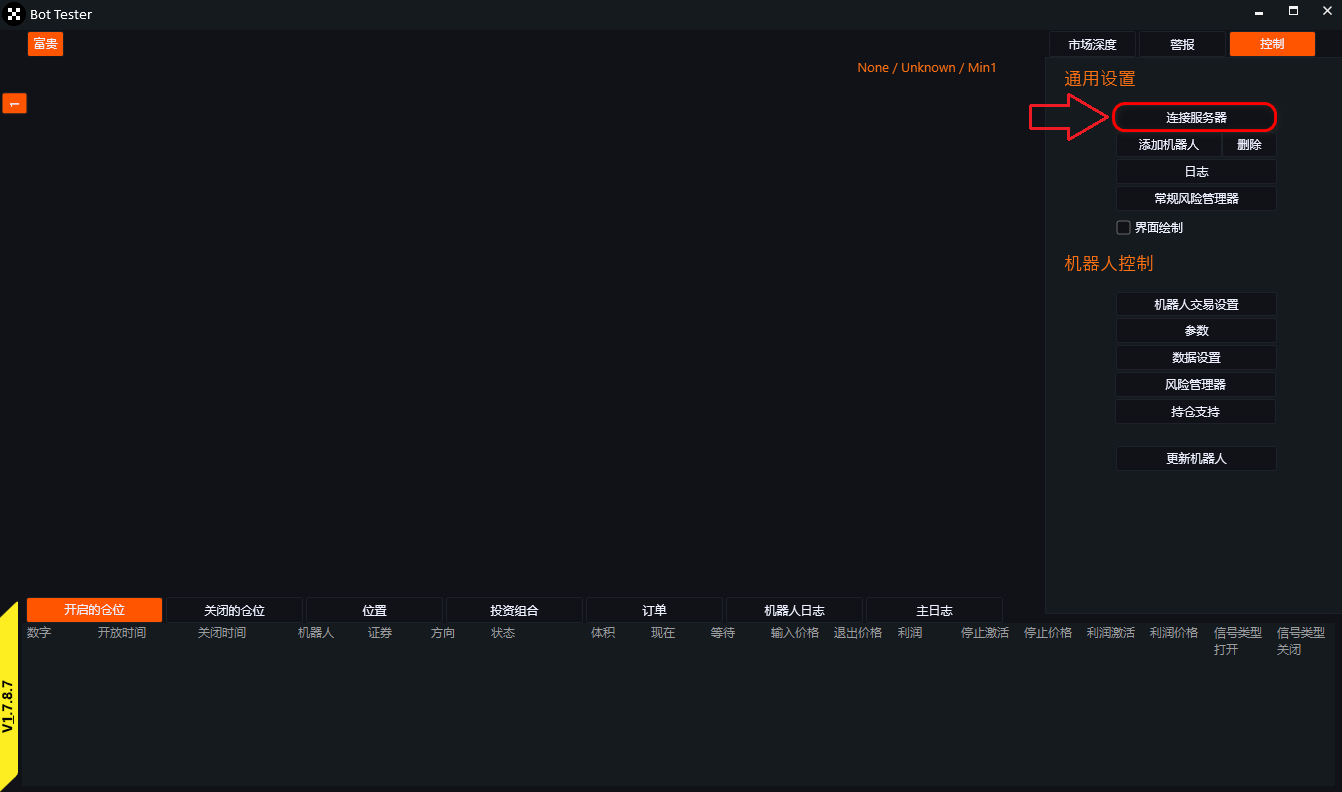 Bot Tester
富贵
None / Unknown / Min1
市场深度
警报
控制
通用设置
连接服务器
添加机器人
删除
日志
常规风险管理器
界面绘制
机器人控制
机器人交易设置
参数
数据设置
风险管理器
持仓支持
更新机器人
开启的仓位
关闭的仓位
位置
投资组合
订单
机器人日志
主日志
数字
开放时间
关闭时间
机器人
证券
方向
状态
体积
现在
等待
输入价格
退出价格
利润
停止激活
停止价格
利润激活
利润价格
信号类型
打开
信号类型
关闭
V1.7.8.7